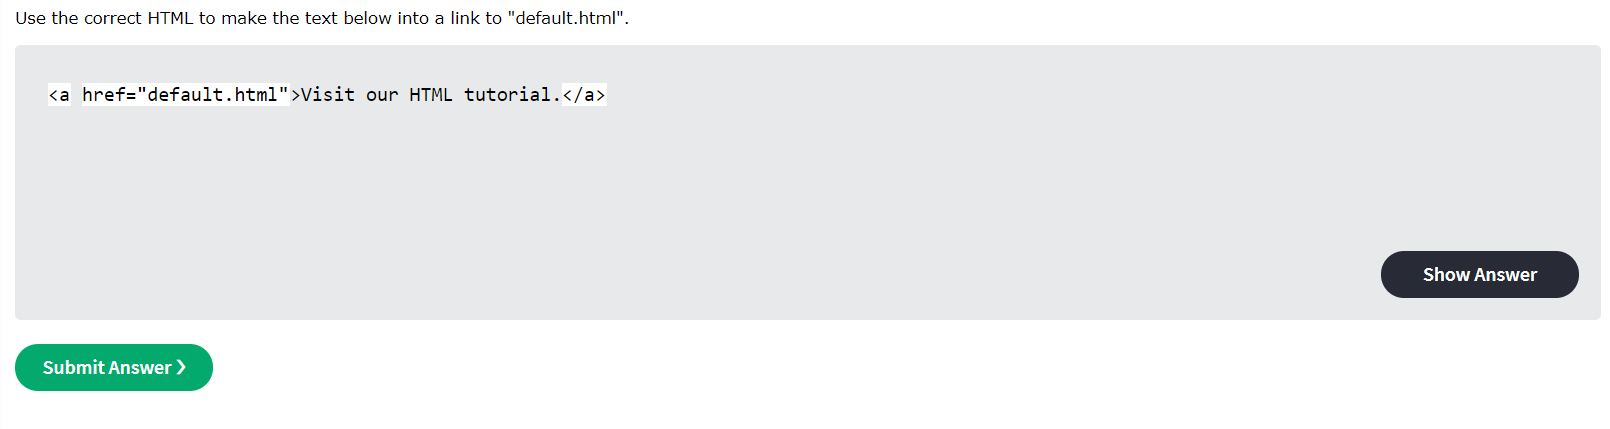 Use the correct HTML to make the text below into a link to "default.html".
<a href="default.html">Visit our HTML tutorial.</a>
Show Answer
Submit Answer ❯